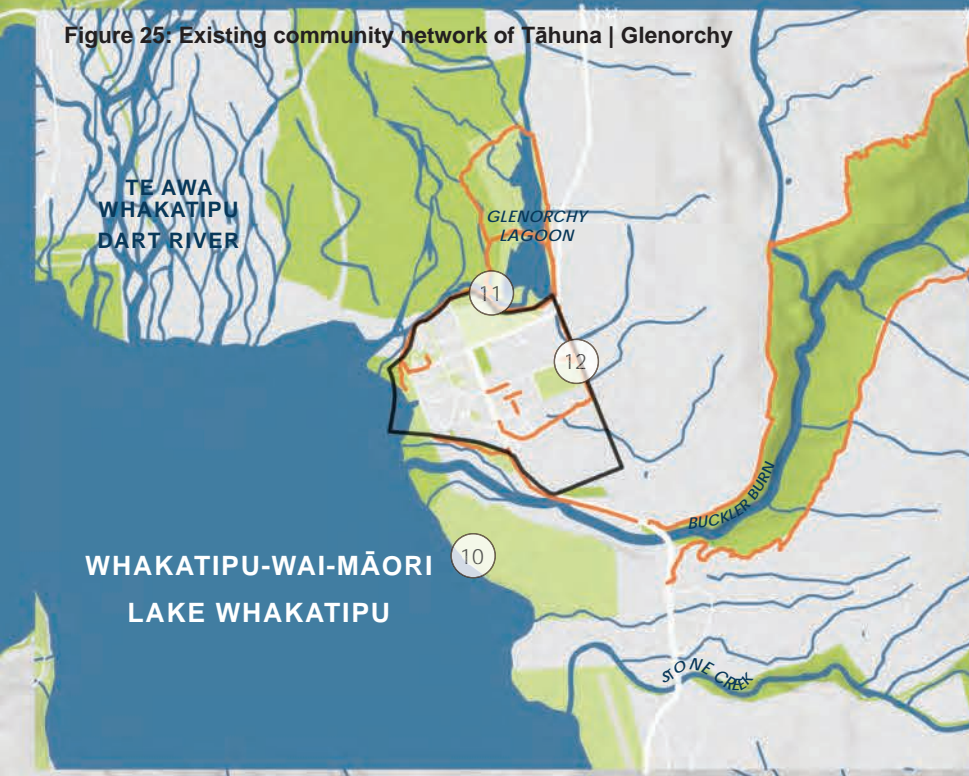 Figure 25: Existing community network of Tāhuna | Glenorchy
TE AWA
WHAKATIPU
DART RIVER
GLENORCHY
LAGOON
11
12
BUCKLER BURN
10
WHAKATIPU-WAI-MĀORI
LAKE WHAKATIPU
STONE CREEK